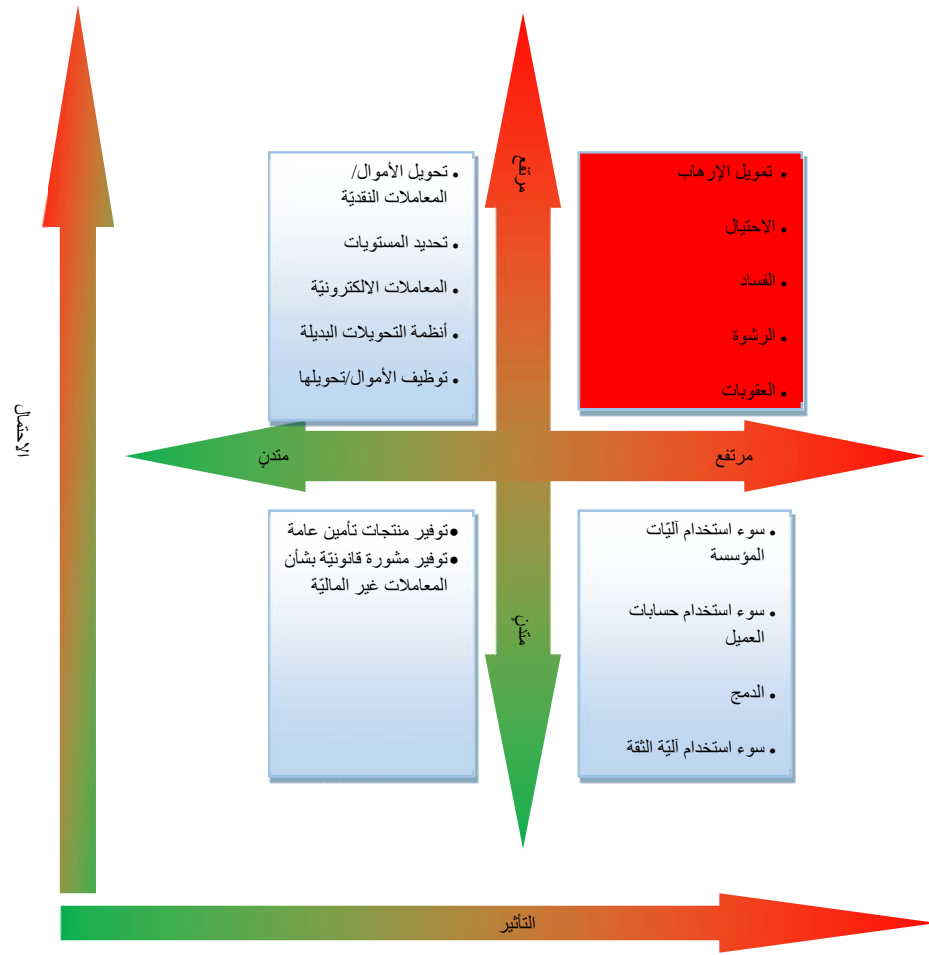 مرتفع
• تمويل الإرهاب
• الاحتيال
• الفساد
• الرشوة
• العقوبات
• تحويل الأموال/
المعاملات النقديّة
• تحديد المستويات
• المعاملات الالكترونيّة
• أنظمة التحويلات البديلة
• توظيف الأموال/تحويلها
الاحتمال
مرتفع
متدنٍ
• سوء استخدام آليّات
المؤسسة
• سوء استخدام حسابات
العميل
• الدمج
• سوء استخدام آليّة الثقة
• توفير منتجات تأمين عامة
• توفير مشورة قانونيّة بشأن
المعاملات غير الماليّة
متدنٍ
التأثير